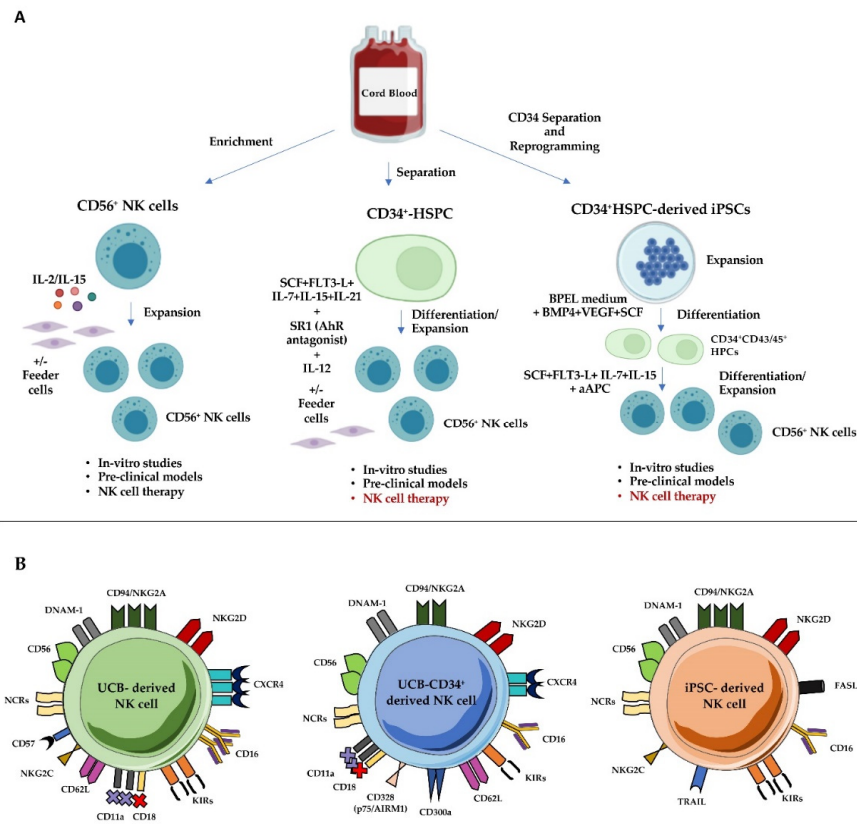 A
Cord Blood
Enrichment
Separation
CD34 Separation
and
Reprogramming
CD56⁺ NK cells
IL-2/IL-15
Expansion
+/-
Feeder
cells
CD56⁺ NK cells
• In-vitro studies
• Pre-clinical models
• NK cell therapy
CD34⁺-HSPC
SCF+FLT3-L+
IL-7+IL-15+IL-21
+
SR1 (AhR
antagonist)
+
IL-12
+/-
Feeder
cells
Differentiation/
Expansion
CD56⁺ NK cells
• In-vitro studies
• Pre-clinical models
• NK cell therapy
CD34⁺HSPC-derived iPSCs
Expansion
BPEL medium
+ BMP4+VEGF+SCF
Differentiation
CD34⁺CD43/45⁺
HPCs
SCF+FLT3-L+ IL-7+IL-15
+ aAPC
Differentiation/
Expansion
CD56⁺ NK cells
• In-vitro studies
• Pre-clinical models
• NK cell therapy
B
CD94/NKG2A
DNAM-1
NKG2D
CD56
CXCR4
UCB- derived
NK cell
NCRs
CD57
CD16
NKG2C
CD62L
KIRs
CD11a
CD18
CD94/NKG2A
DNAM-1
NKG2D
CD56
CXCR4
UCB-CD34⁺
derived NK cell
NCRs
CD16
CD11a
CD18
KIRs
CD328
(p75/AIRM1)
CD300a
CD62L
CD94/NKG2A
DNAM-1
NKG2D
CD56
FASL
iPSC- derived
NK cell
NCRs
CD16
NKG2C
TRAIL
KIRs